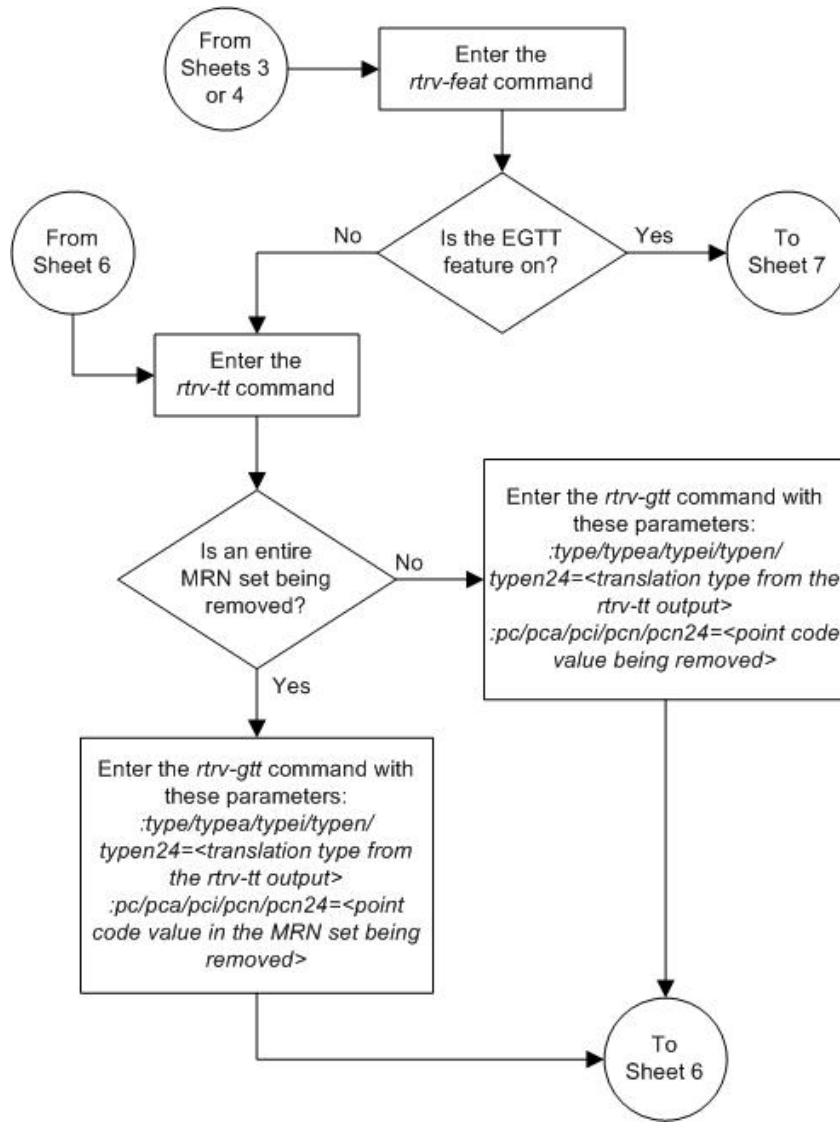 From
Sheets 3
or 4
Enter the
rtrv-feat command
From
Sheet 6
No
Is the EGTT
feature on?
Yes
To
Sheet 7
Enter the
rtrv-tt command
Is an entire
MRN set being
removed?
No
Enter the rtrv-gtt command with
these parameters:
:type/typea/typei/typen/
typen24=<translation type from the
rtrv-tt output>
:pc/pca/pci/pcn/pcn24=<point code
value being removed>
Yes
Enter the rtrv-gtt command with
these parameters:
:type/typea/typei/typen/
typen24=<translation type from
the rtrv-tt output>
:pc/pca/pci/pcn/pcn24=<point
code value in the MRN set being
removed>
To
Sheet 6